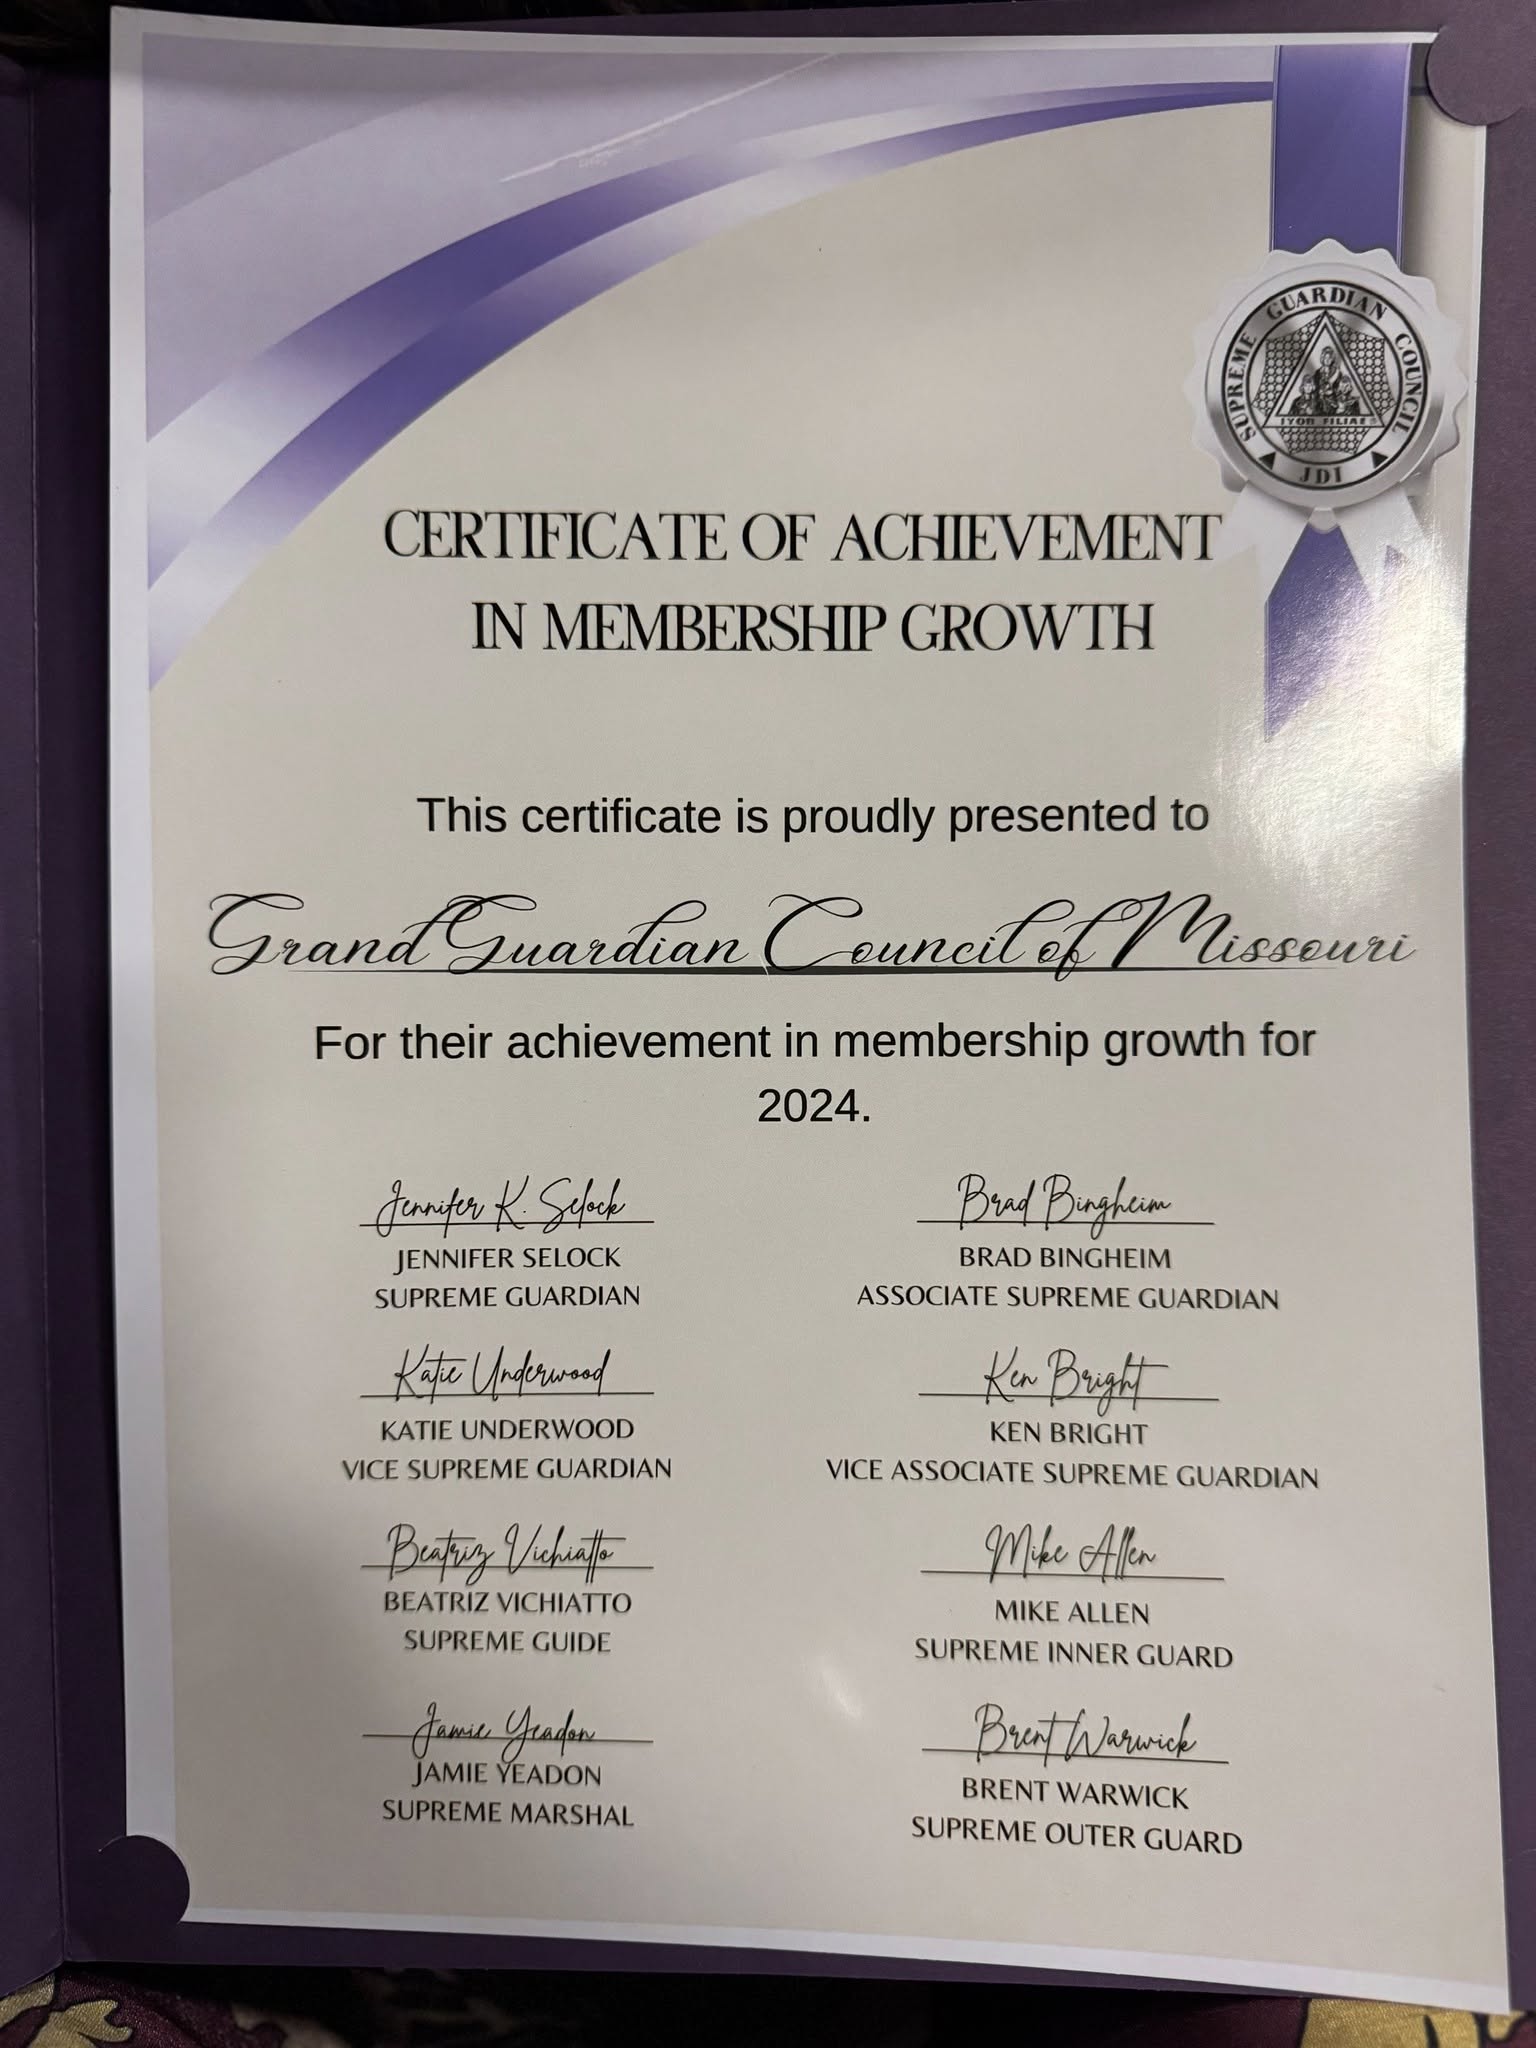 SUPREME GUARDIAN COUNCIL
JDI
CERTIFICATE OF ACHIEVEMENT
IN MEMBERSHIP GROWTH
This certificate is proudly presented to
Grand Guardian Council of Missouri
For their achievement in membership growth for
2024.
Jennifer K. Selock
JENNIFER SELOCK
SUPREME GUARDIAN
Brad Bingheim
BRAD BINGHEIM
ASSOCIATE SUPREME GUARDIAN
Katie Underwood
KATIE UNDERWOOD
VICE SUPREME GUARDIAN
Ken Bright
KEN BRIGHT
VICE ASSOCIATE SUPREME GUARDIAN
Beatriz Vichiatto
BEATRIZ VICHIATTO
SUPREME GUIDE
Mike Allen
MIKE ALLEN
SUPREME INNER GUARD
Jamie Yeadon
JAMIE YEADON
SUPREME MARSHAL
Brent Warwick
BRENT WARWICK
SUPREME OUTER GUARD